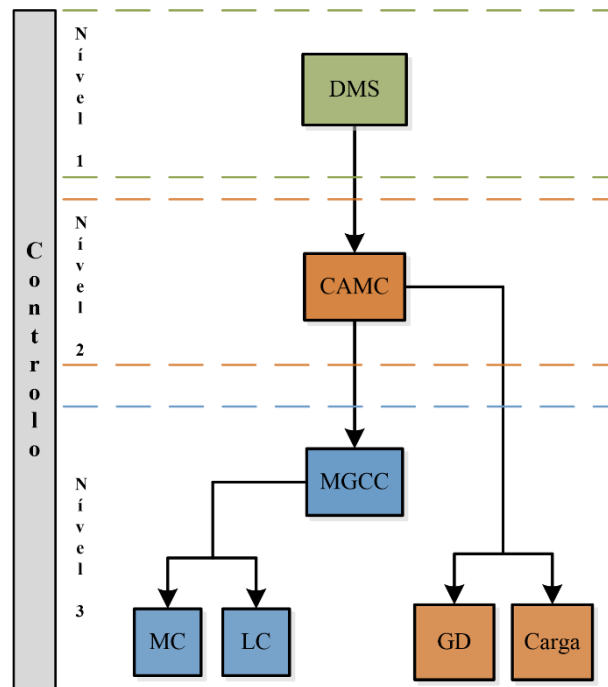 Controlo
Nível 1
DMS
Nível 2
CAMC
Nível 3
MGCC
MC
LC
GD
Carga